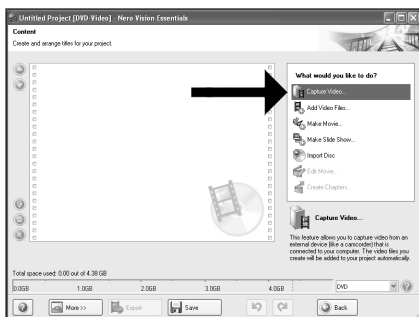 Untitled Project [DVD-Video] - Nero Vision Essentials
Content
Create and arrange titles for your project.
What would you like to do?
Capture Video...
Add Video Files...
Make Movie...
Make Slide Show...
Import Disc
Edit Movie...
Create Chapters...
Capture Video...
This feature allows you to capture video from an
external device (like a camcorder) that is
connected to your computer. The video files you
create will be added to your project automatically.
Total space used: 0.00 out of 4.38 GB
0.0GB 1.0GB 2.0GB 3.0GB 4.0GB DVD
More >> Export Save Back